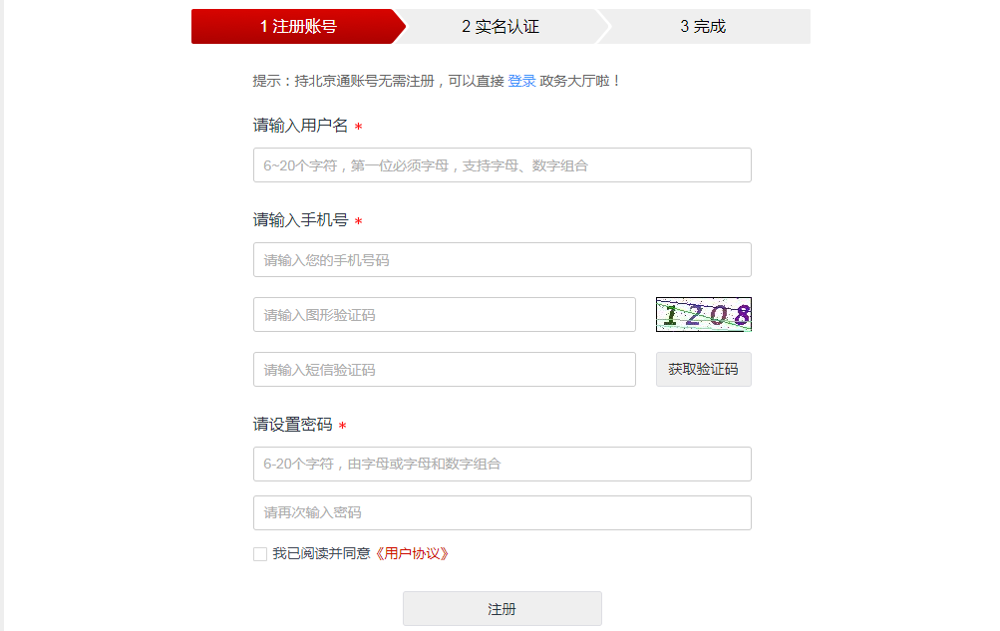 1 注册账号 2 实名认证 3 完成
提示：持北京通账号无需注册，可以直接 登录 政务大厅啦！
请输入用户名 *
6~20个字符，第一位必须字母，支持字母、数字组合
请输入手机号 *
请输入您的手机号码
请输入图形验证码 1208
请输入短信验证码 获取验证码
请设置密码 *
6-20个字符，由字母或字母和数字组合
请再次输入密码
我已阅读并同意《用户协议》
注册